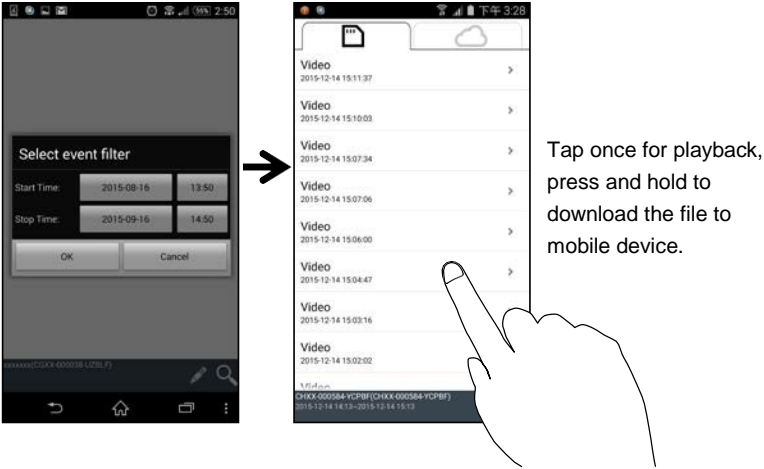 2:50
Select event filter
Start Time: 2015-08-16 13:50
Stop Time: 2015-09-16 14:50
OK Cancel
下午 3:28
Video
2015-12-14 15:11:37
Video
2015-12-14 15:10:03
Video
2015-12-14 15:07:34
Video
2015-12-14 15:07:06
Video
2015-12-14 15:06:00
Video
2015-12-14 15:04:47
Video
2015-12-14 15:03:16
Video
2015-12-14 15:02:02
Video
CHXX-000584-YCPBF(CHXX-000584-YCPBF)
2015-12-14 14:13~2015-12-14 15:13
Tap once for playback,
press and hold to
download the file to
mobile device.